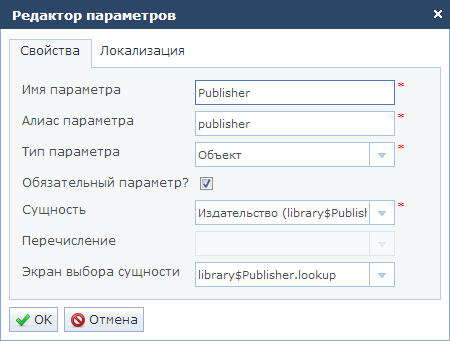 Редактор параметров
Свойства Локализация
Имя параметра Publisher *
Алиас параметра publisher *
Тип параметра Объект *
Обязательный параметр?
Сущность Издательство (library$Publish *
Перечисление
Экран выбора сущности library$Publisher.lookup
OK Отмена